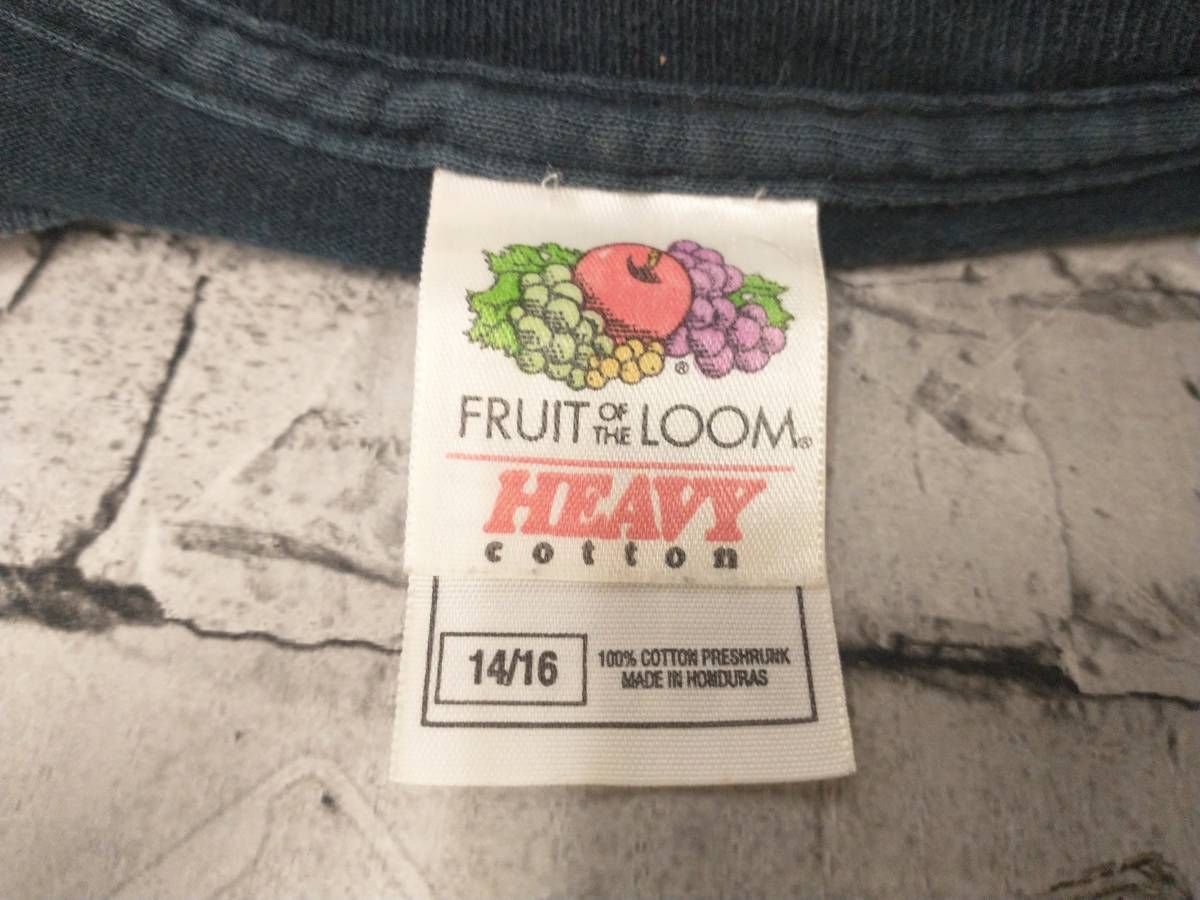 ®
FRUIT OF THE LOOM®
HEAVY
cotton
14/16
100% COTTON PRESHRUNK
MADE IN HONDURAS